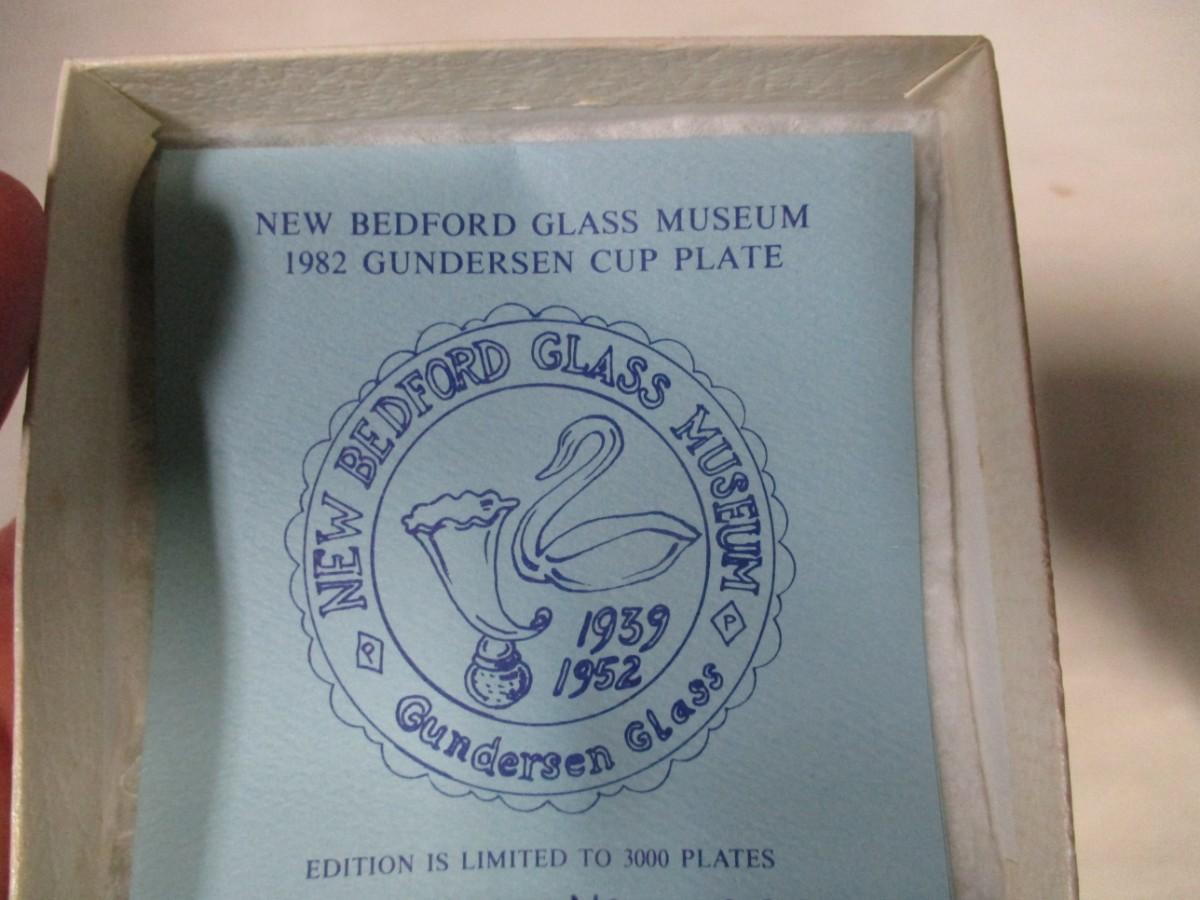 NEW BEDFORD GLASS MUSEUM
1982 GUNDERSEN CUP PLATE
NEW BEDFORD GLASS MUSEUM
1939
1952
P
P
Gundersen Glass
EDITION IS LIMITED TO 3000 PLATES